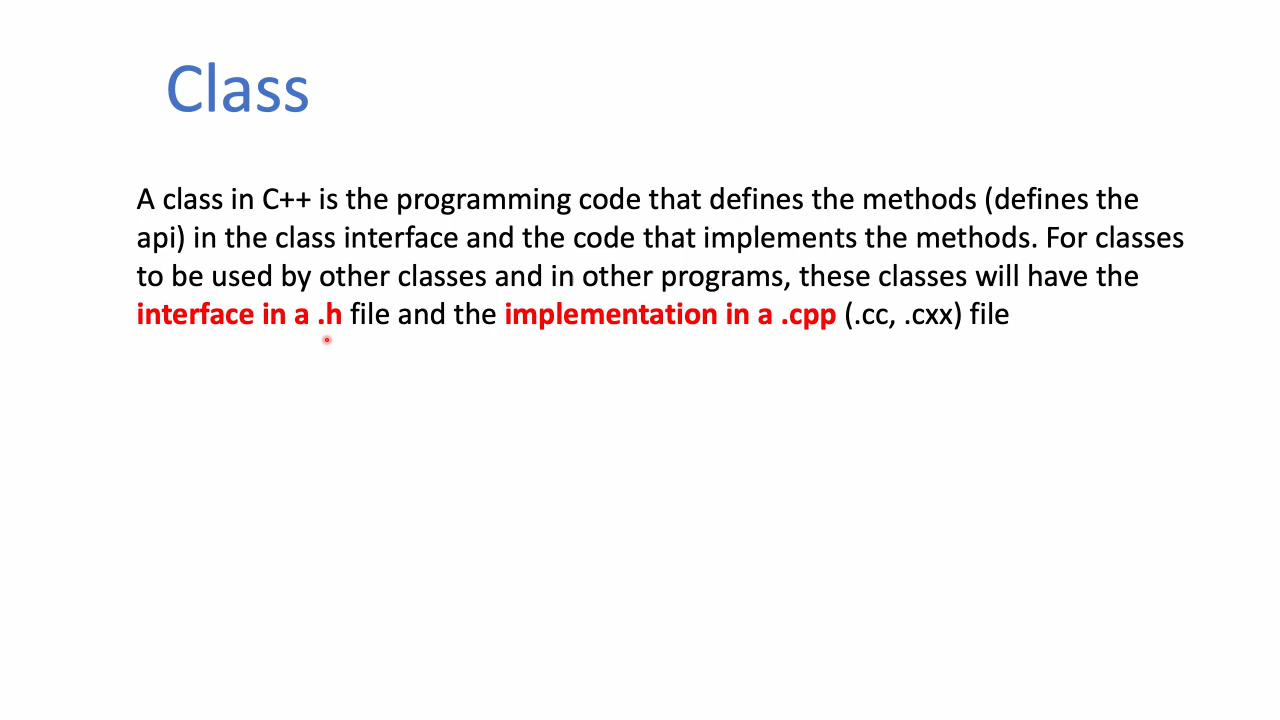 Class
A class in C++ is the programming code that defines the methods (defines the
api) in the class interface and the code that implements the methods. For classes
to be used by other classes and in other programs, these classes will have the
interface in a .h file and the implementation in a .cpp (.cc, .cxx) file